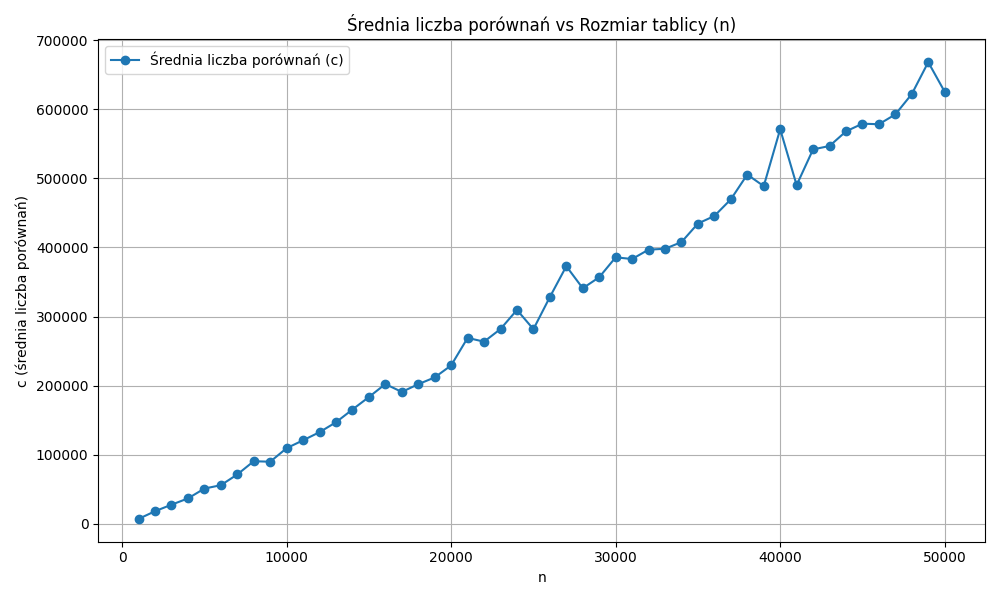 Średnia liczba porównań vs Rozmiar tablicy (n)
Średnia liczba porównań (c)
700000
600000
500000
400000
300000
200000
100000
0
c (średnia liczba porównań)
0 10000 20000 30000 40000 50000
n